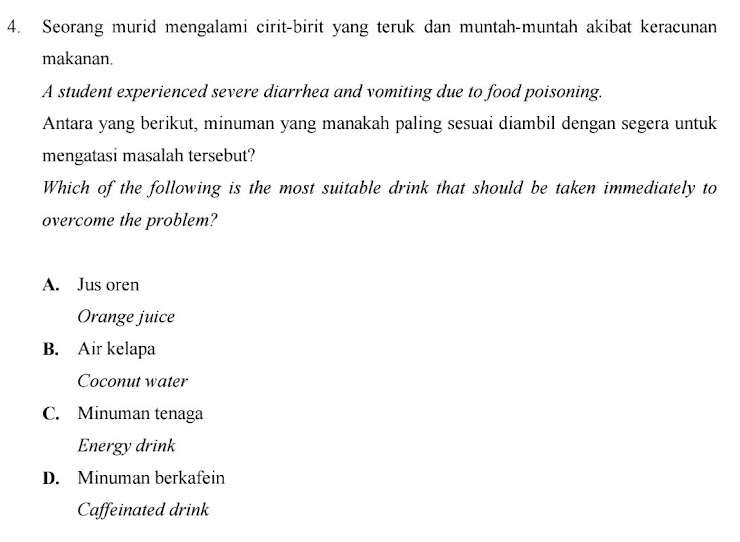 4. Seorang murid mengalami cirit-birit yang teruk dan muntah-muntah akibat keracunan
makanan.
A student experienced severe diarrhea and vomiting due to food poisoning.
Antara yang berikut, minuman yang manakah paling sesuai diambil dengan segera untuk
mengatasi masalah tersebut?
Which of the following is the most suitable drink that should be taken immediately to
overcome the problem?
A. Jus oren
Orange juice
B. Air kelapa
Coconut water
C. Minuman tenaga
Energy drink
D. Minuman berkafein
Caffeinated drink